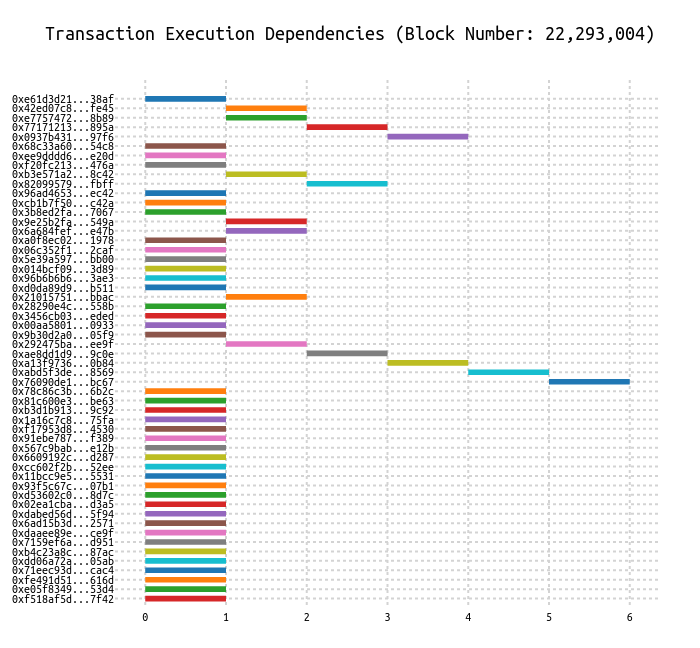 Transaction Execution Dependencies (Block Number: 22,293,004)
0xe61d3d21...38af
0x42ed07c8...fe45
0xe7757472...8b89
0x77171213...895a
0x0937b431...97f6
0x68c33a60...54c8
0xee9dddd6...e20d
0xf20fc213...476a
0xb3e571a2...8c42
0x82099579...fbff
0x96ad4653...ec42
0xcb1b7f50...c42a
0x3b8ed2fa...7067
0x9e25b2fa...549a
0x6a684fef...e47b
0xa0f8ec02...1978
0x06c352f1...2caf
0x5e39a597...bb00
0x014bcf09...3d89
0x96b6b6b6...3ae3
0xd0da89d9...b511
0x21015751...bbac
0x28290e4c...558b
0x3456cb03...eded
0x00aa5801...0933
0x9b30d2a0...05f9
0x292475ba...ee9f
0xae8dd1d9...9c0e
0xa13f9736...0b84
0xabd5f3de...8569
0x76090de1...bc67
0x78c86c3b...6b2c
0x81c600e3...be63
0xb3d1b913...9c92
0x1a16c7c8...75fa
0xf17953d8...4530
0x91ebe787...f389
0x567c9bab...e12b
0x6609192c...d287
0xcc602f2b...52ee
0x11bcc9e5...5531
0x93f5c67c...07b1
0xd53602c0...8d7c
0x02ea1cba...d3a5
0xdabed56d...5f94
0x6ad15b3d...2571
0xdaaee89e...ce9f
0x7159ef6a...d951
0xb4c23a8c...87ac
0xdd06a72a...05ab
0x71eec93d...cac4
0xfe491d51...616d
0xe05f8349...53d4
0xf518af5d...7f42
0 1 2 3 4 5 6